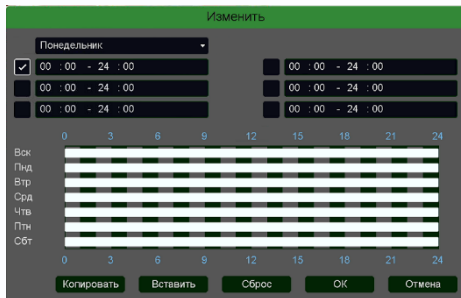 Изменить
Понедельник
00 :00 - 24 :00 00 :00 - 24 :00
00 :00 - 24 :00 00 :00 - 24 :00
00 :00 - 24 :00 00 :00 - 24 :00
0 3 6 9 12 15 18 21 24
Вск
Пнд
Втр
Срд
Чтв
Птн
Сбт
0 3 6 9 12 15 18 21 24
Копировать Вставить Сброс ОК Отмена